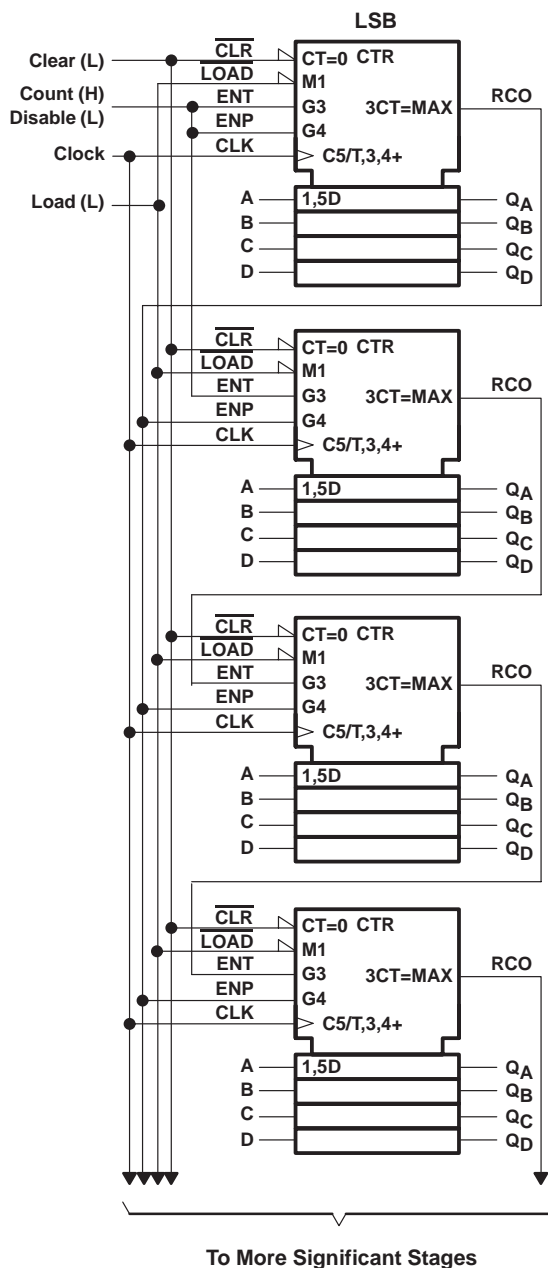 LSB
Clear (L)
Count (H)
Disable (L)
Clock
Load (L)
CLR
LOAD
ENT
ENP
CLK
CT=0 CTR
M1
G3
3CT=MAX
G4
C5/T,3,4+
RCO
A 1,5D QA
B QB
C QC
D QD
CLR
LOAD
ENT
ENP
CLK
CT=0 CTR
M1
G3
3CT=MAX
G4
C5/T,3,4+
RCO
A 1,5D QA
B QB
C QC
D QD
CLR
LOAD
ENT
ENP
CLK
CT=0 CTR
M1
G3
3CT=MAX
G4
C5/T,3,4+
RCO
A 1,5D QA
B QB
C QC
D QD
CLR
LOAD
ENT
ENP
CLK
CT=0 CTR
M1
G3
3CT=MAX
G4
C5/T,3,4+
RCO
A 1,5D QA
B QB
C QC
D QD
To More Significant Stages